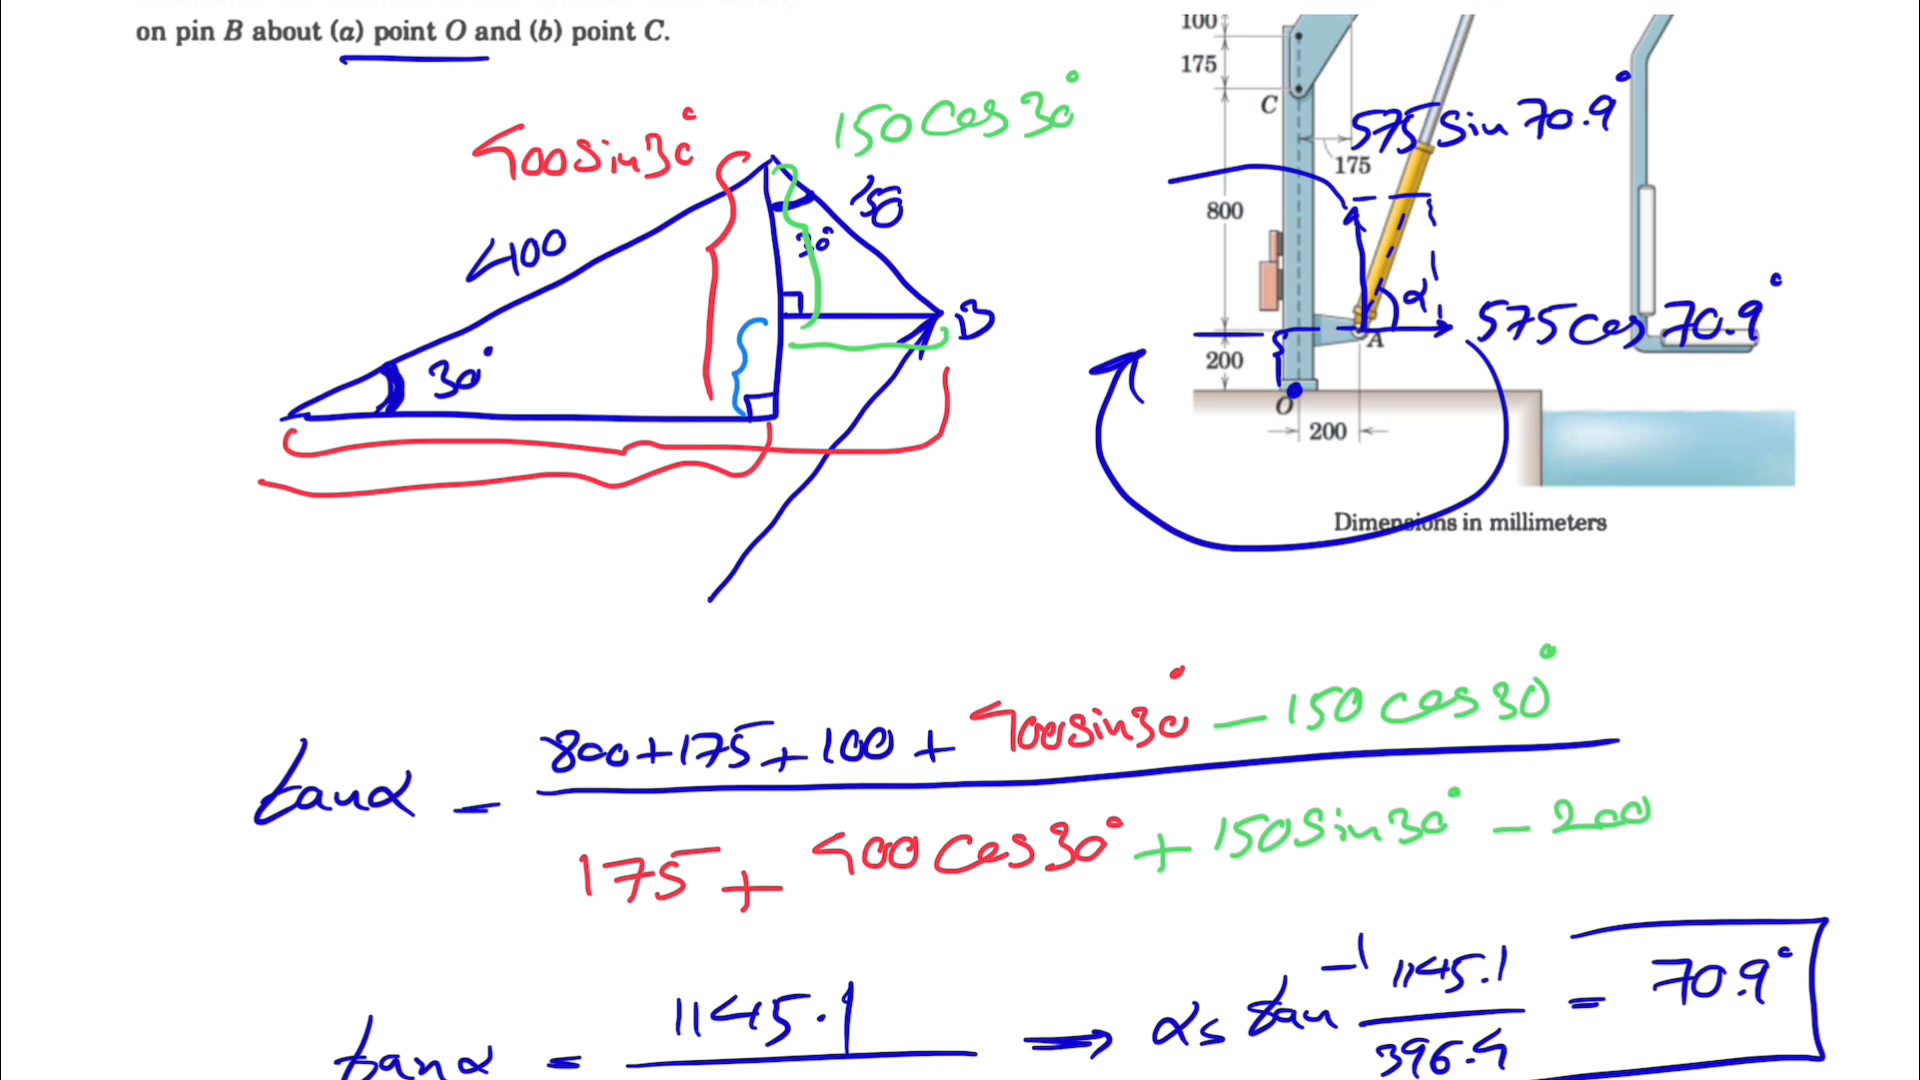 on pin B about (a) point O and (b) point C.
100
175
C
800
175
200
A
O
200
Dimensions in millimeters
400sin30°
150cos30°
150
400
30°
30°
B
575sin70.9°
α
575cos70.9°
tanα = 800+175+100+400sin30°-150cos30°
175+400cos30°+150sin30°-200
tanα = 1145.1
⟹ α = tan⁻¹ 1145.1 = 70.9°
396.4